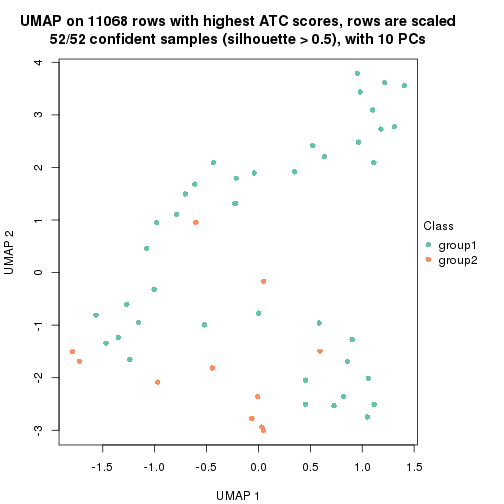 UMAP on 11068 rows with highest ATC scores, rows are scaled
52/52 confident samples (silhouette > 0.5), with 10 PCs
4
3
2
1
0
-1
-2
-3
UMAP 2
-1.5 -1.0 -0.5 0.0 0.5 1.0 1.5
UMAP 1
Class
group1
group2